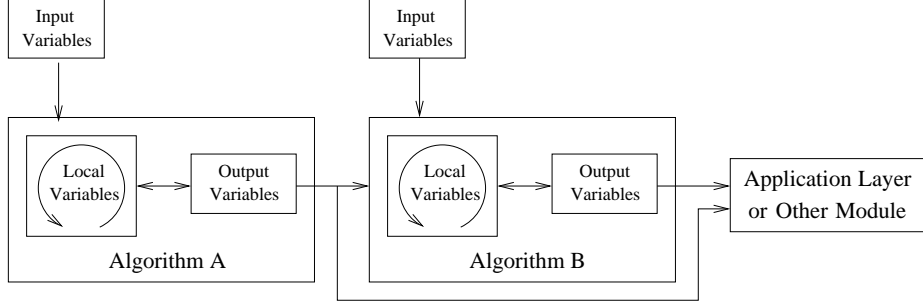 Input
Variables
Input
Variables
Local
Variables
Output
Variables
Algorithm A
Local
Variables
Output
Variables
Algorithm B
Application Layer
or Other Module